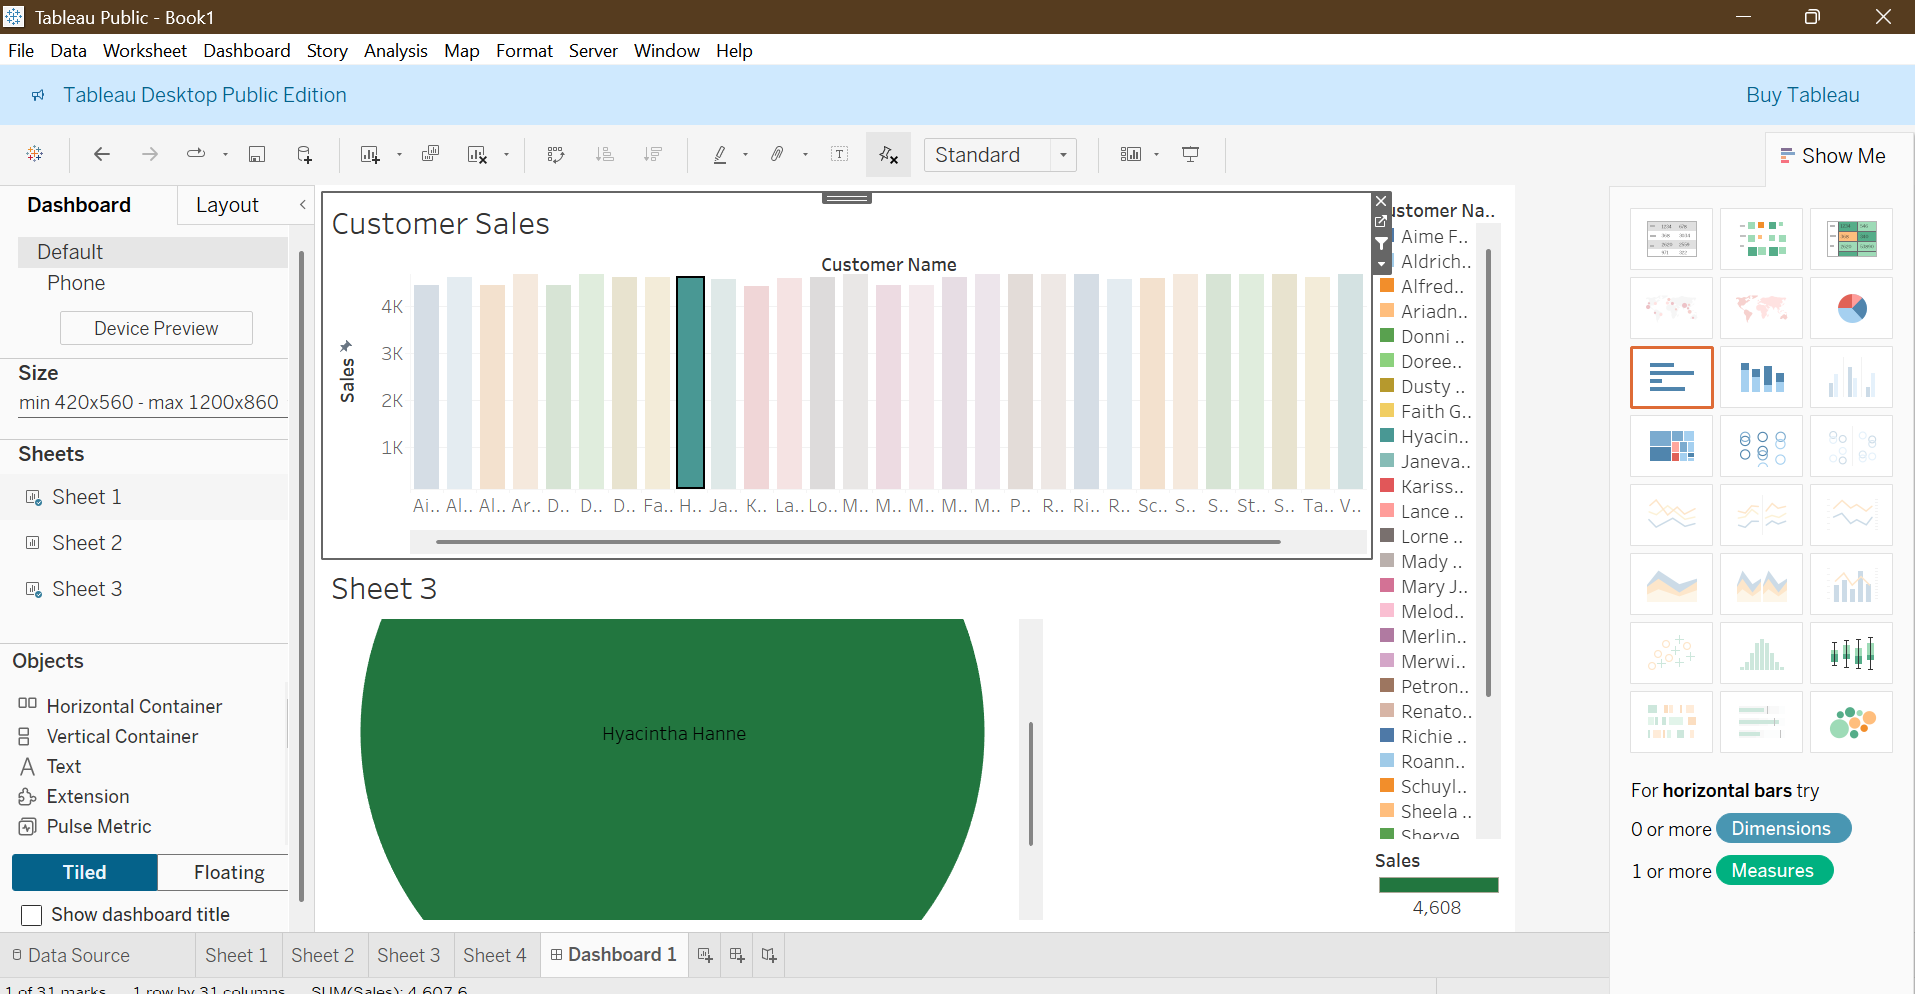 Tableau Public - Book1
File Data Worksheet Dashboard Story Analysis Map Format Server Window Help
Tableau Desktop Public Edition
Buy Tableau
Standard
Show Me
Dashboard
Layout
Default
Phone
Device Preview
Size
min 420x560 - max 1200x860
Sheets
Sheet 1
Sheet 2
Sheet 3
Objects
Horizontal Container
Vertical Container
Text
Extension
Pulse Metric
Tiled
Floating
Show dashboard title
Customer Sales
Customer Name
Sales
4K
3K
2K
1K
Ai.. Al.. Al.. Ar.. D.. D.. D.. Fa.. H.. Ja.. K.. La.. Lo.. M.. M.. M.. M.. M.. P.. R.. Ri.. R.. Sc.. S.. S.. St.. S.. Ta.. V..
Sheet 3
Hyacintha Hanne
ustomer Na..
Aime F..
Aldrich..
Alfred..
Ariadn..
Donni ..
Doree..
Dusty ..
Faith G..
Hyacin..
Janeva..
Kariss..
Lance ..
Lorne ..
Mady ..
Mary J..
Melod..
Merlin..
Merwi..
Petron..
Renato..
Richie ..
Roann..
Schuyl..
Sheela ..
Sherye
Sales
4,608
For horizontal bars try
0 or more Dimensions
1 or more Measures
Data Source
Sheet 1
Sheet 2
Sheet 3
Sheet 4
Dashboard 1
1 of 31 marks 1 row by 31 columns SUM(Sales): 4,607.6